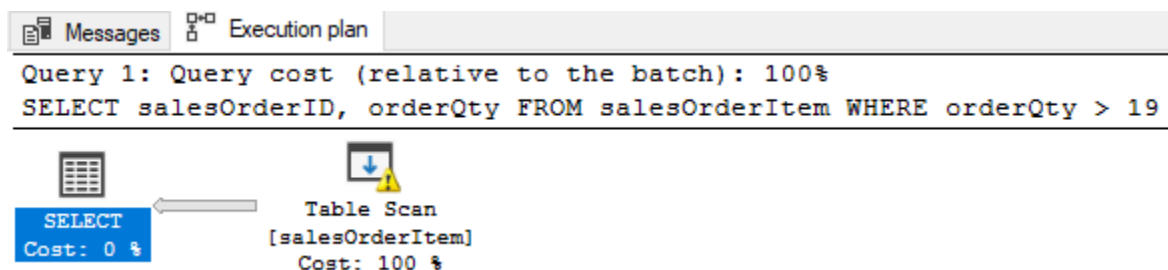 Messages
Execution plan
Query 1: Query cost (relative to the batch): 100%
SELECT salesOrderID, orderQty FROM salesOrderItem WHERE orderQty > 19
SELECT
Cost: 0 %
Table Scan
[salesOrderItem]
Cost: 100 %